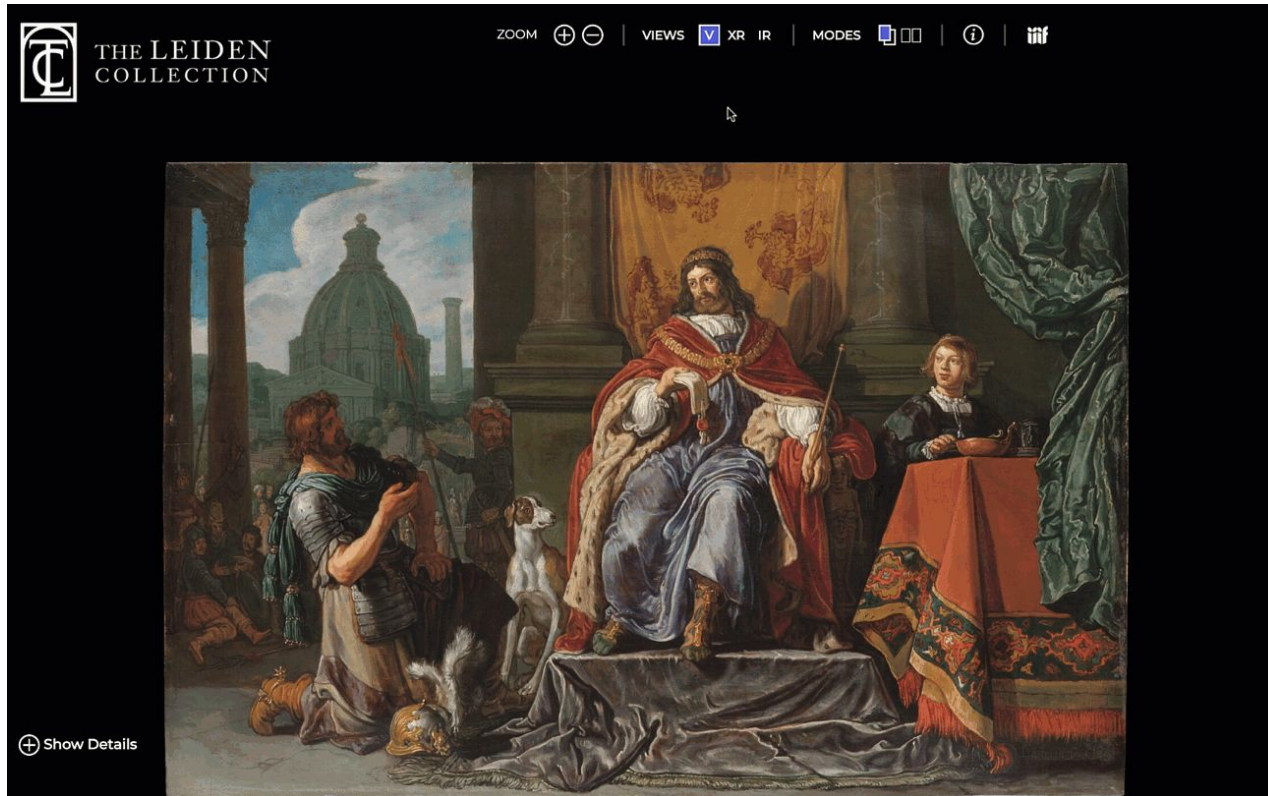 THE LEIDEN
COLLECTION
ZOOM VIEWS V XR IR MODES i iiif
Show Details